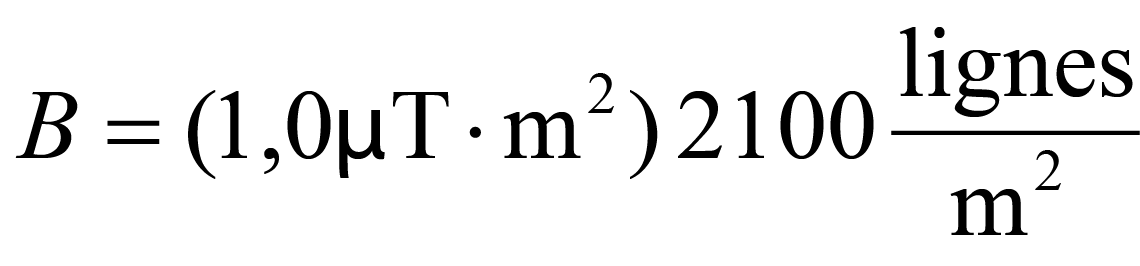 B = (1,0μT · m²) 2100 lignes/m²